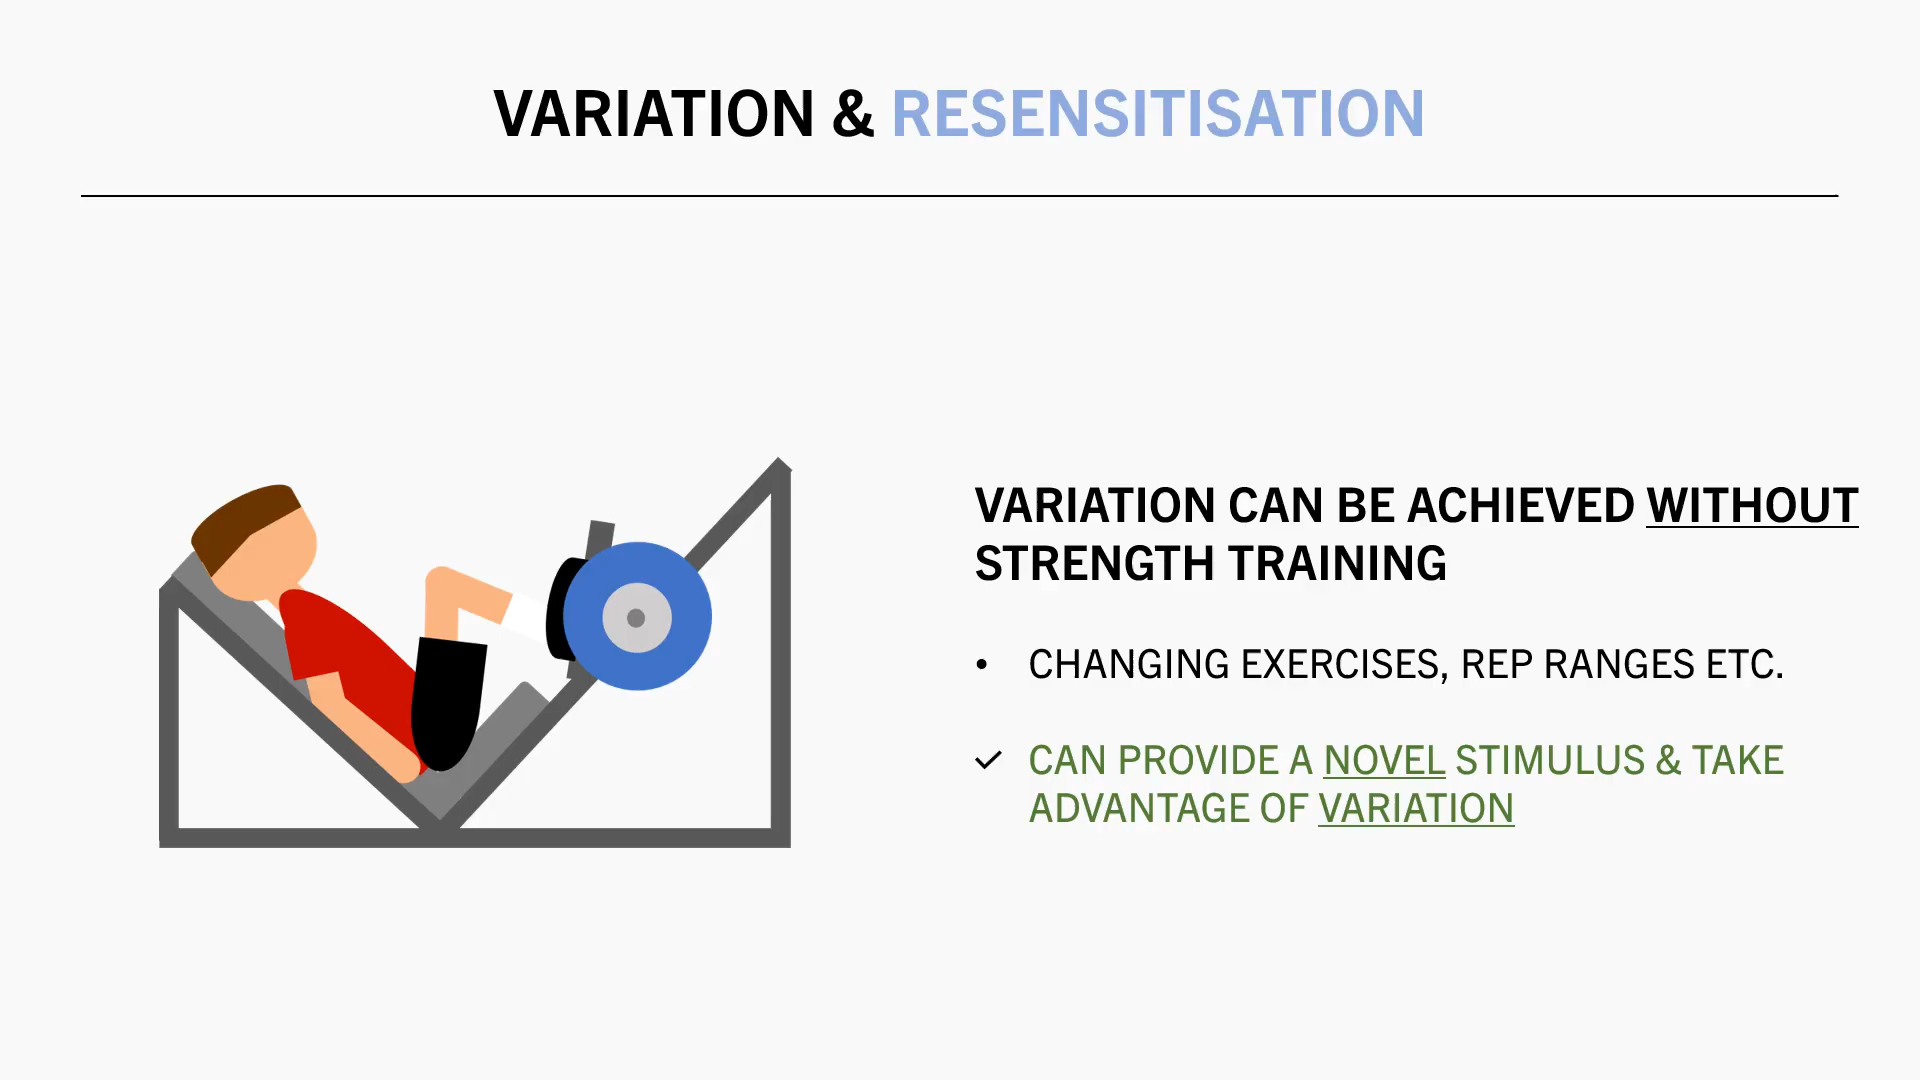 VARIATION & RESENSITISATION
VARIATION CAN BE ACHIEVED WITHOUT
STRENGTH TRAINING
• CHANGING EXERCISES, REP RANGES ETC.
✓ CAN PROVIDE A NOVEL STIMULUS & TAKE
ADVANTAGE OF VARIATION